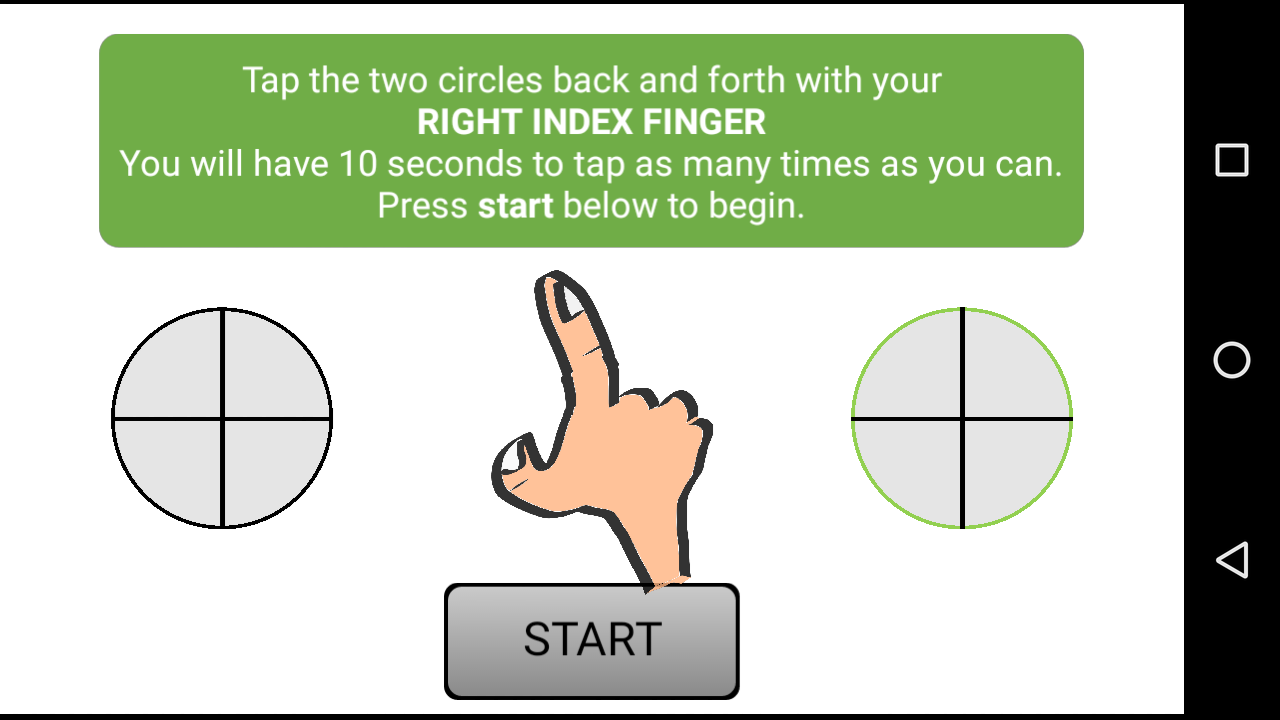 Tap the two circles back and forth with your
RIGHT INDEX FINGER
You will have 10 seconds to tap as many times as you can.
Press start below to begin.
START